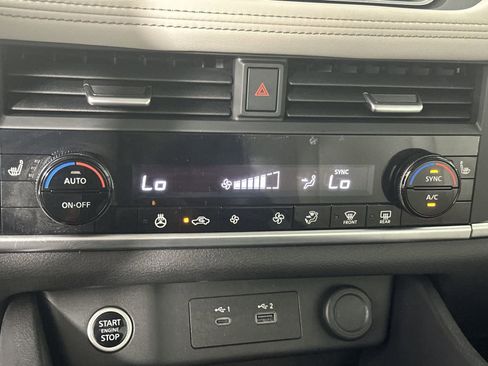 SYNC
AUTO
ON-OFF
Lo
Lo
SYNC
A/C
FRONT
REAR
1
2
START
ENGINE
STOP